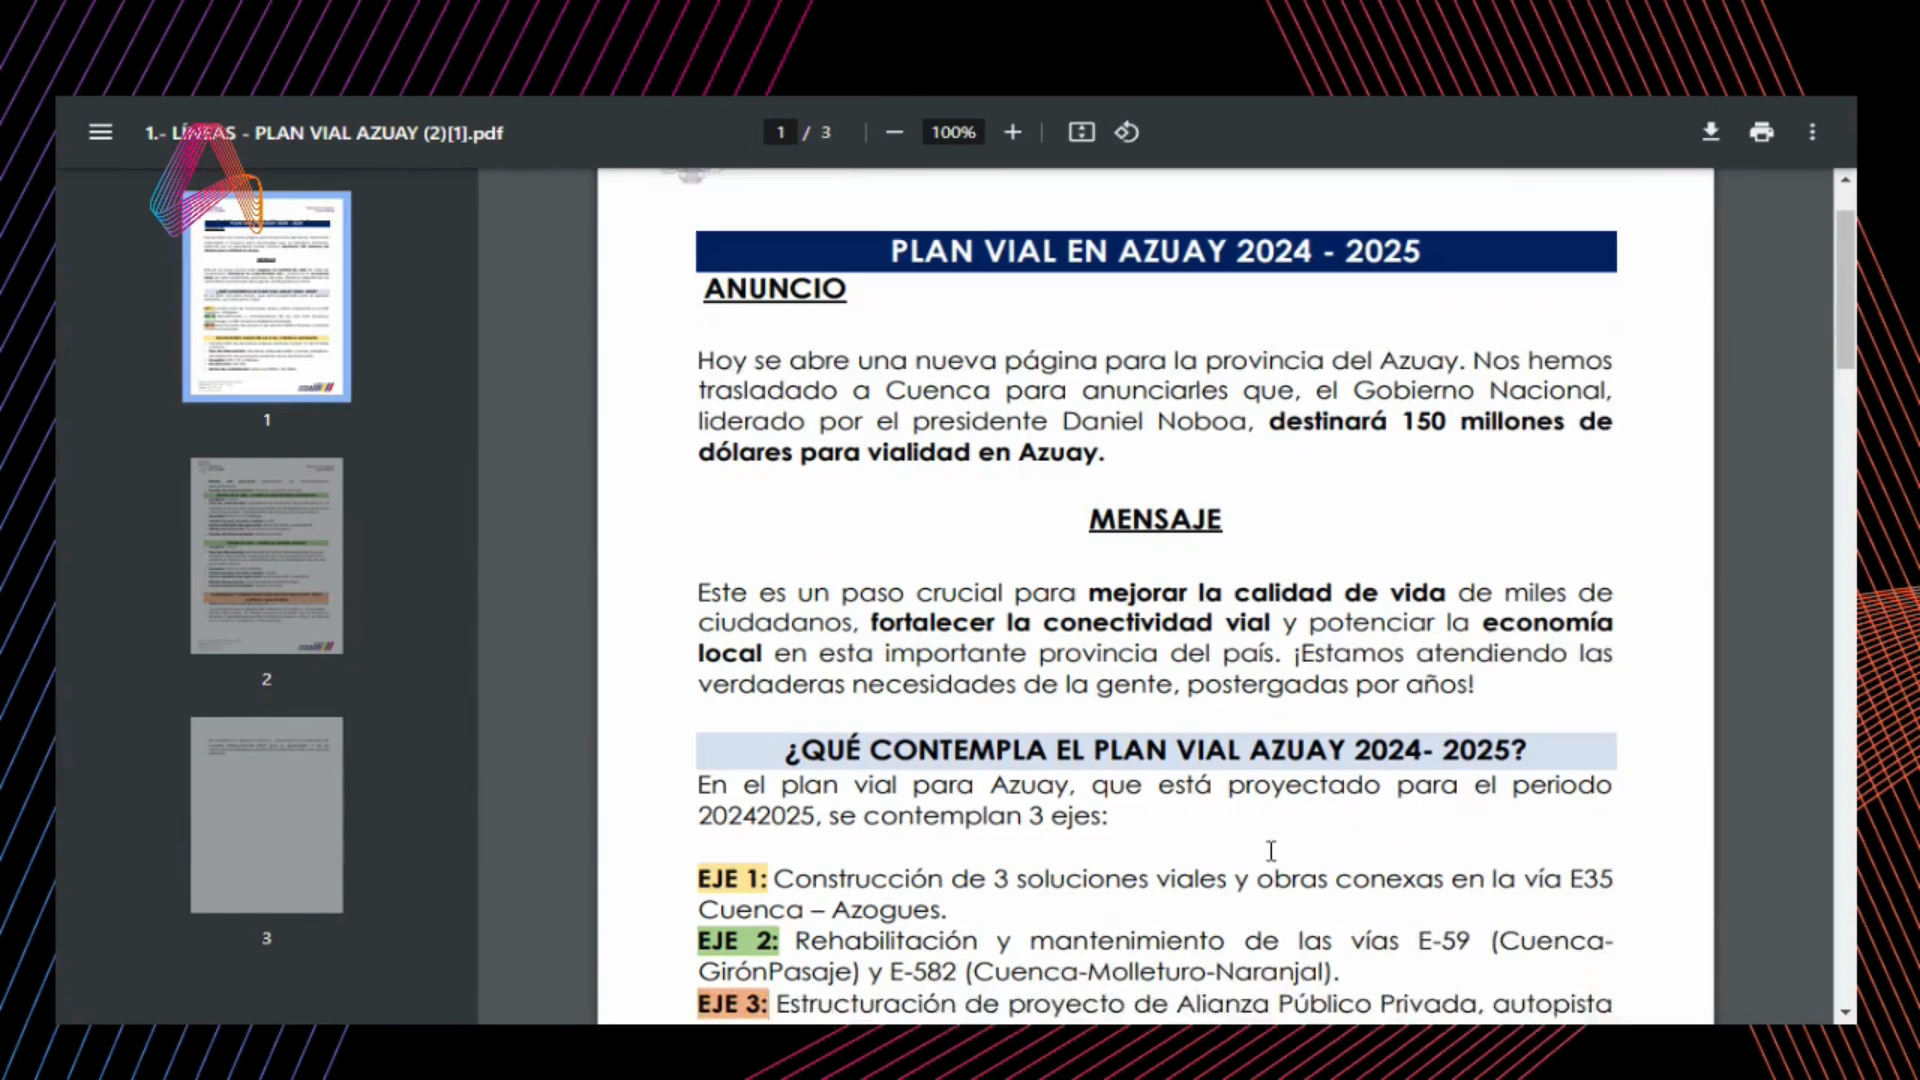 1.- LÍNEAS - PLAN VIAL AZUAY (2)[1].pdf
1 / 3
100%
PLAN VIAL EN AZUAY 2024 - 2025
ANUNCIO
Hoy se abre una nueva página para la provincia del Azuay. Nos hemos
trasladado a Cuenca para anunciarles que, el Gobierno Nacional,
liderado por el presidente Daniel Noboa, destinará 150 millones de
dólares para vialidad en Azuay.
MENSAJE
Este es un paso crucial para mejorar la calidad de vida de miles de
ciudadanos, fortalecer la conectividad vial y potenciar la economía
local en esta importante provincia del país. ¡Estamos atendiendo las
verdaderas necesidades de la gente, postergadas por años!
¿QUÉ CONTEMPLA EL PLAN VIAL AZUAY 2024- 2025?
En el plan vial para Azuay, que está proyectado para el periodo
20242025, se contemplan 3 ejes:
EJE 1: Construcción de 3 soluciones viales y obras conexas en la vía E35
Cuenca – Azogues.
EJE 2: Rehabilitación y mantenimiento de las vías E-59 (Cuenca-
GirónPasaje) y E-582 (Cuenca-Molleturo-Naranjal).
EJE 3: Estructuración de proyecto de Alianza Público Privada, autopista
1
2
3